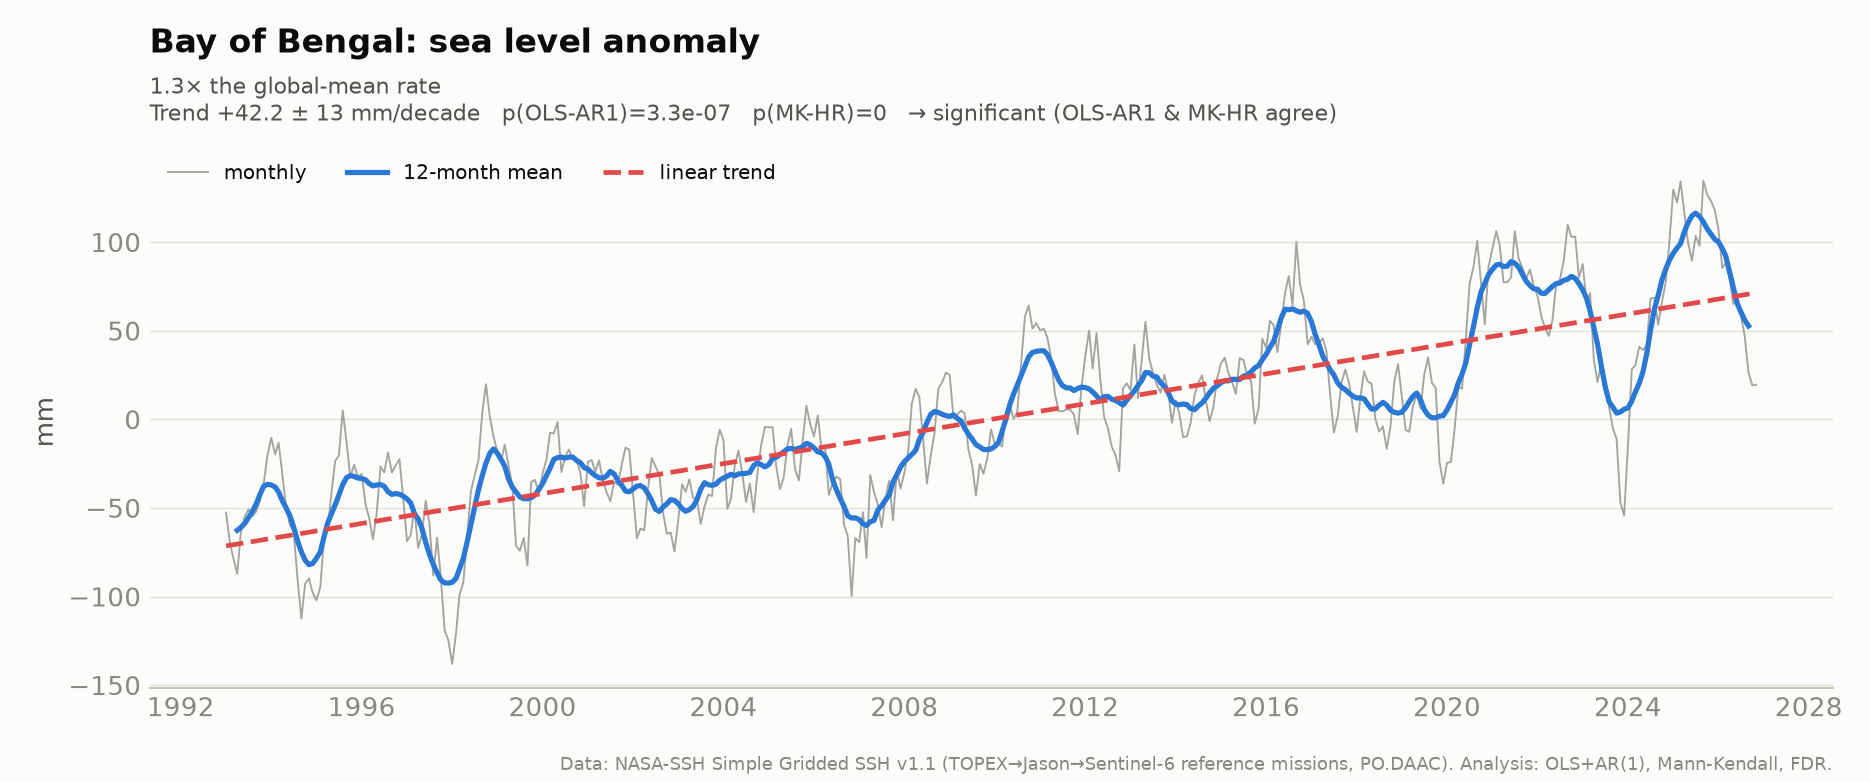 Bay of Bengal: sea level anomaly
1.3× the global-mean rate
Trend +42.2 ± 13 mm/decade   p(OLS-AR1)=3.3e-07   p(MK-HR)=0   → significant (OLS-AR1 & MK-HR agree)
monthly   12-month mean   linear trend
mm
100
50
0
−50
−100
−150
1992   1996   2000   2004   2008   2012   2016   2020   2024   2028
Data: NASA-SSH Simple Gridded SSH v1.1 (TOPEX→Jason→Sentinel-6 reference missions, PO.DAAC). Analysis: OLS+AR(1), Mann-Kendall, FDR.